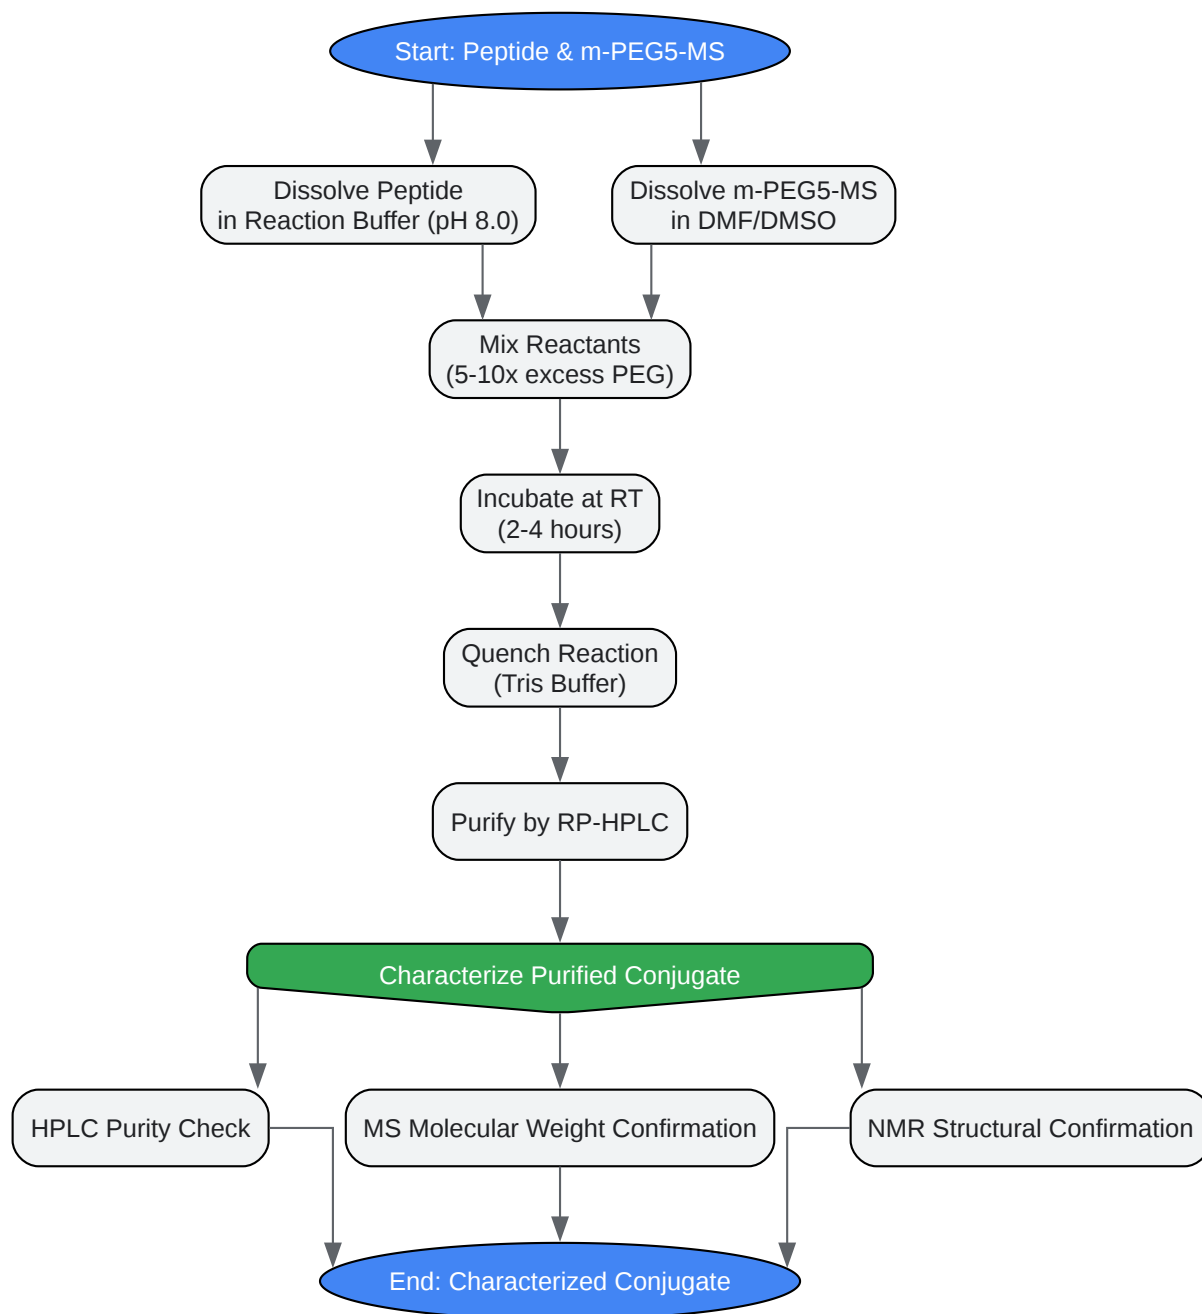 Start: Peptide & m-PEG5-MS
Dissolve Peptide
in Reaction Buffer (pH 8.0)
Dissolve m-PEG5-MS
in DMF/DMSO
Mix Reactants
(5-10x excess PEG)
Incubate at RT
(2-4 hours)
Quench Reaction
(Tris Buffer)
Purify by RP-HPLC
Characterize Purified Conjugate
HPLC Purity Check
MS Molecular Weight Confirmation
NMR Structural Confirmation
End: Characterized Conjugate